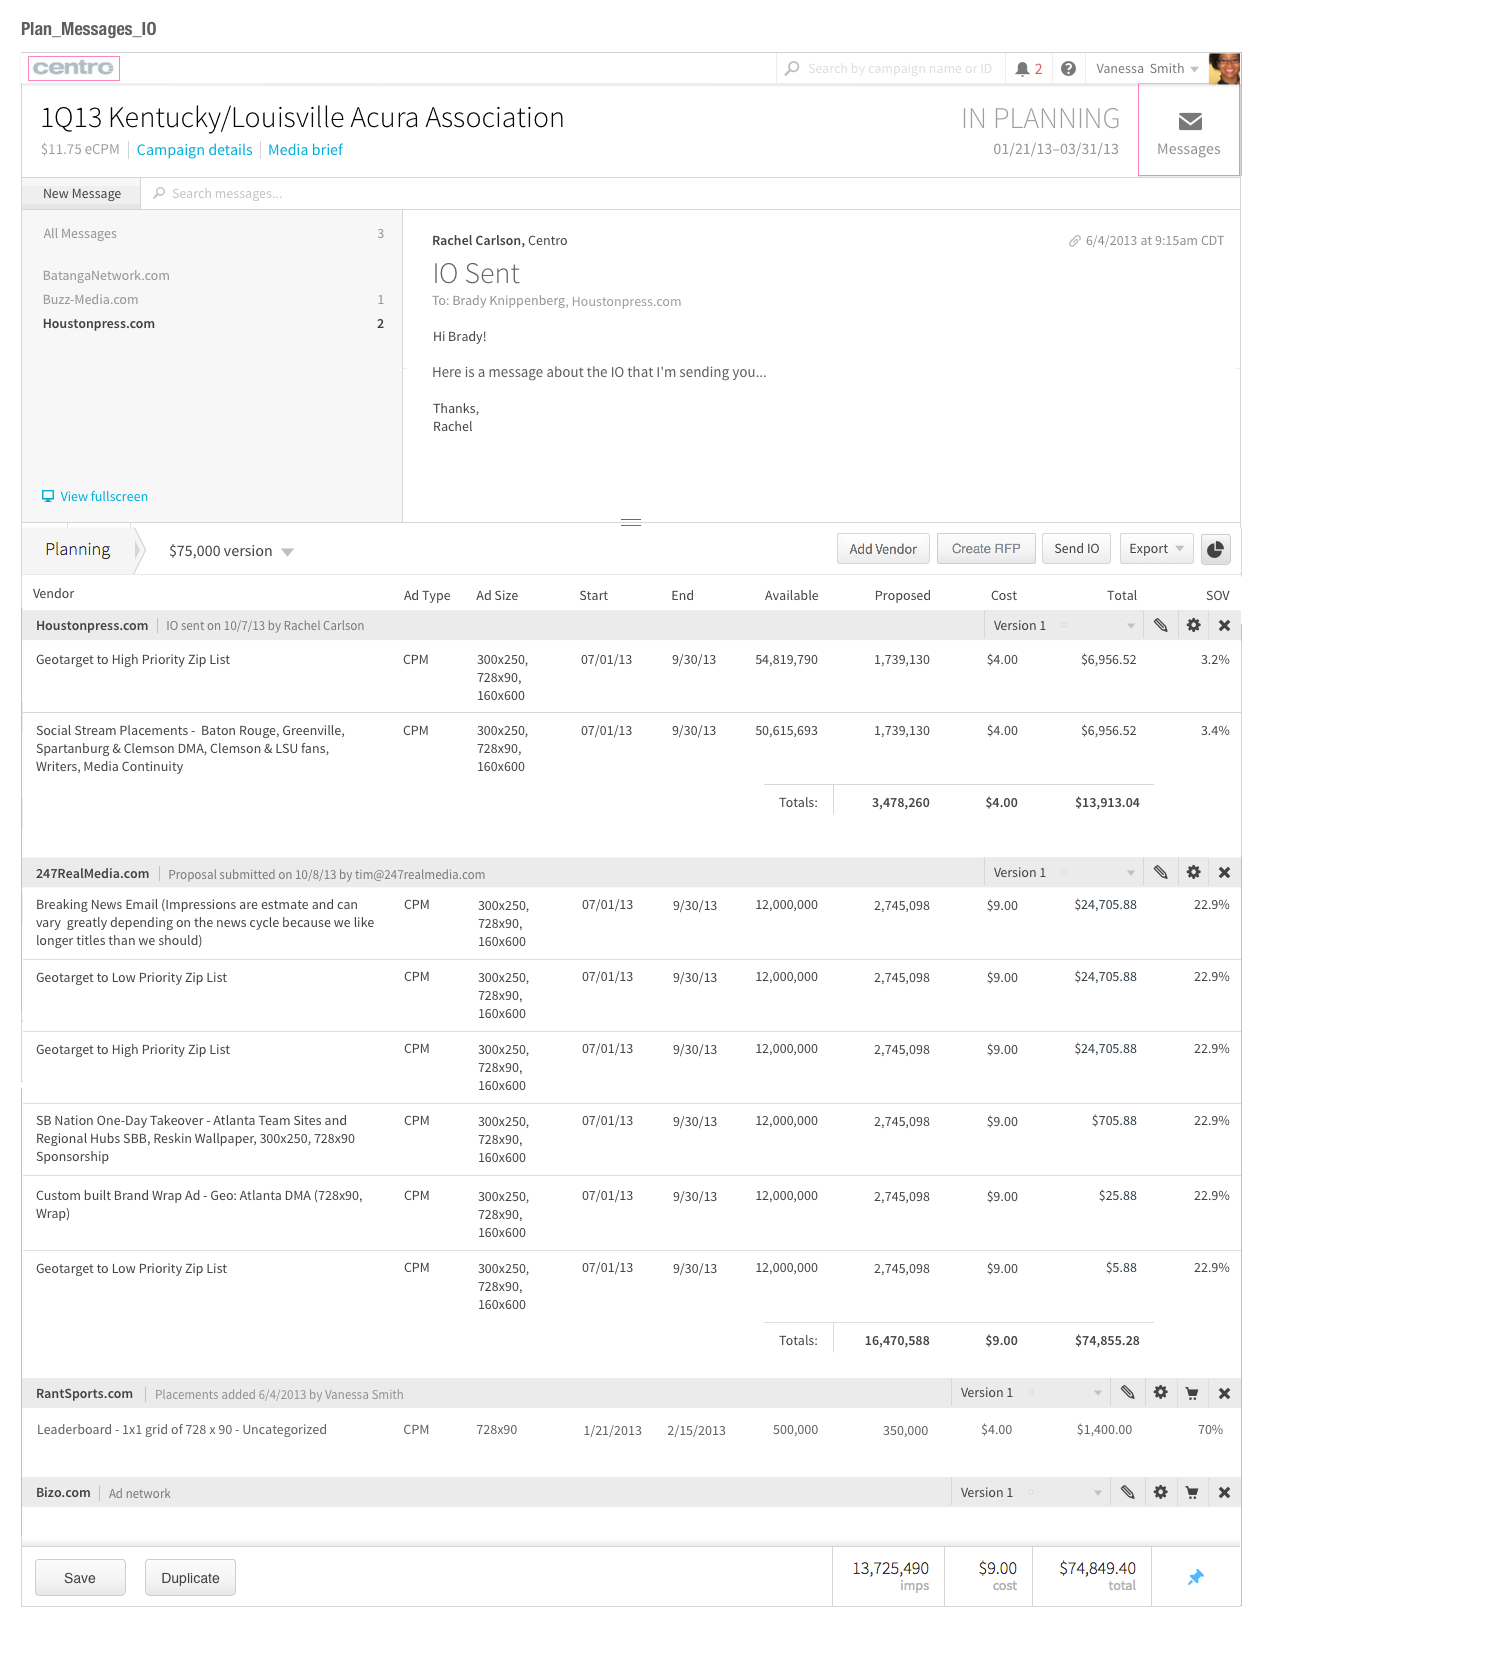 Plan_Messages_IO
centro
Search by campaign name or ID
2
Vanessa Smith
1Q13 Kentucky/Louisville Acura Association
IN PLANNING
$11.75 eCPM
Campaign details
Media brief
01/21/13–03/31/13
Messages
New Message
Search messages...
All Messages 3
BatangaNetwork.com
Buzz-Media.com 1
Houstonpress.com 2
View fullscreen
Rachel Carlson, Centro
6/4/2013 at 9:15am CDT
IO Sent
To: Brady Knippenberg, Houstonpress.com
Hi Brady!
Here is a message about the IO that I'm sending you...
Thanks,
Rachel
Planning
$75,000 version
Add Vendor
Create RFP
Send IO
Export
Vendor Ad Type Ad Size Start End Available Proposed Cost Total SOV
Houstonpress.com IO sent on 10/7/13 by Rachel Carlson Version 1
Geotarget to High Priority Zip List CPM 300x250, 07/01/13 9/30/13 54,819,790 1,739,130 $4.00 $6,956.52 3.2%
728x90,
160x600
Social Stream Placements - Baton Rouge, Greenville, CPM 300x250, 07/01/13 9/30/13 50,615,693 1,739,130 $4.00 $6,956.52 3.4%
Spartanburg & Clemson DMA, Clemson & LSU fans, 728x90,
Writers, Media Continuity 160x600
Totals: 3,478,260 $4.00 $13,913.04
247RealMedia.com Proposal submitted on 10/8/13 by tim@247realmedia.com Version 1
Breaking News Email (Impressions are estmate and can CPM 300x250, 07/01/13 9/30/13 12,000,000 2,745,098 $9.00 $24,705.88 22.9%
vary greatly depending on the news cycle because we like 728x90,
longer titles than we should) 160x600
Geotarget to Low Priority Zip List CPM 300x250, 07/01/13 9/30/13 12,000,000 2,745,098 $9.00 $24,705.88 22.9%
728x90,
160x600
Geotarget to High Priority Zip List CPM 300x250, 07/01/13 9/30/13 12,000,000 2,745,098 $9.00 $24,705.88 22.9%
728x90,
160x600
SB Nation One-Day Takeover - Atlanta Team Sites and CPM 300x250, 07/01/13 9/30/13 12,000,000 2,745,098 $9.00 $705.88 22.9%
Regional Hubs SBB, Reskin Wallpaper, 300x250, 728x90 728x90,
Sponsorship 160x600
Custom built Brand Wrap Ad - Geo: Atlanta DMA (728x90, CPM 300x250, 07/01/13 9/30/13 12,000,000 2,745,098 $9.00 $25.88 22.9%
Wrap) 728x90,
160x600
Geotarget to Low Priority Zip List CPM 300x250, 07/01/13 9/30/13 12,000,000 2,745,098 $9.00 $5.88 22.9%
728x90,
160x600
Totals: 16,470,588 $9.00 $74,855.28
RantSports.com Placements added 6/4/2013 by Vanessa Smith Version 1
Leaderboard - 1x1 grid of 728 x 90 - Uncategorized CPM 728x90 1/21/2013 2/15/2013 500,000 350,000 $4.00 $1,400.00 70%
Bizo.com Ad network Version 1
Save
Duplicate
13,725,490 $9.00 $74,849.40
imps cost total